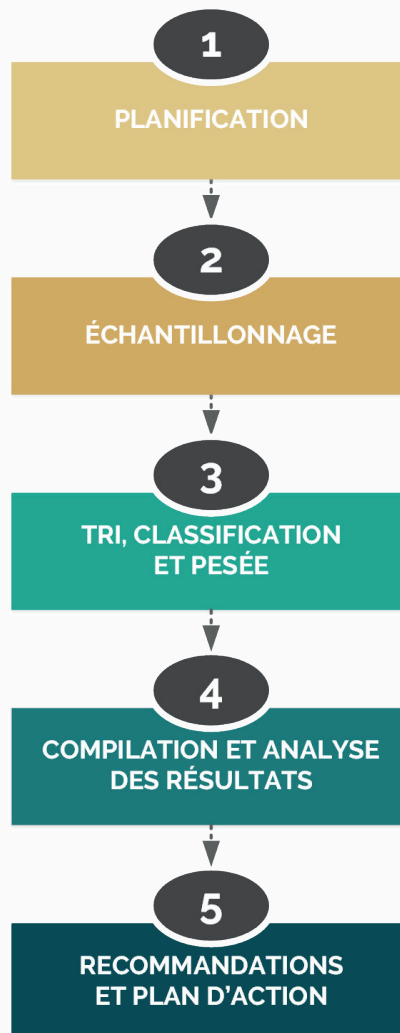 1
PLANIFICATION
2
ÉCHANTILLONNAGE
3
TRI, CLASSIFICATION
ET PESÉE
4
COMPILATION ET ANALYSE
DES RÉSULTATS
5
RECOMMANDATIONS
ET PLAN D'ACTION